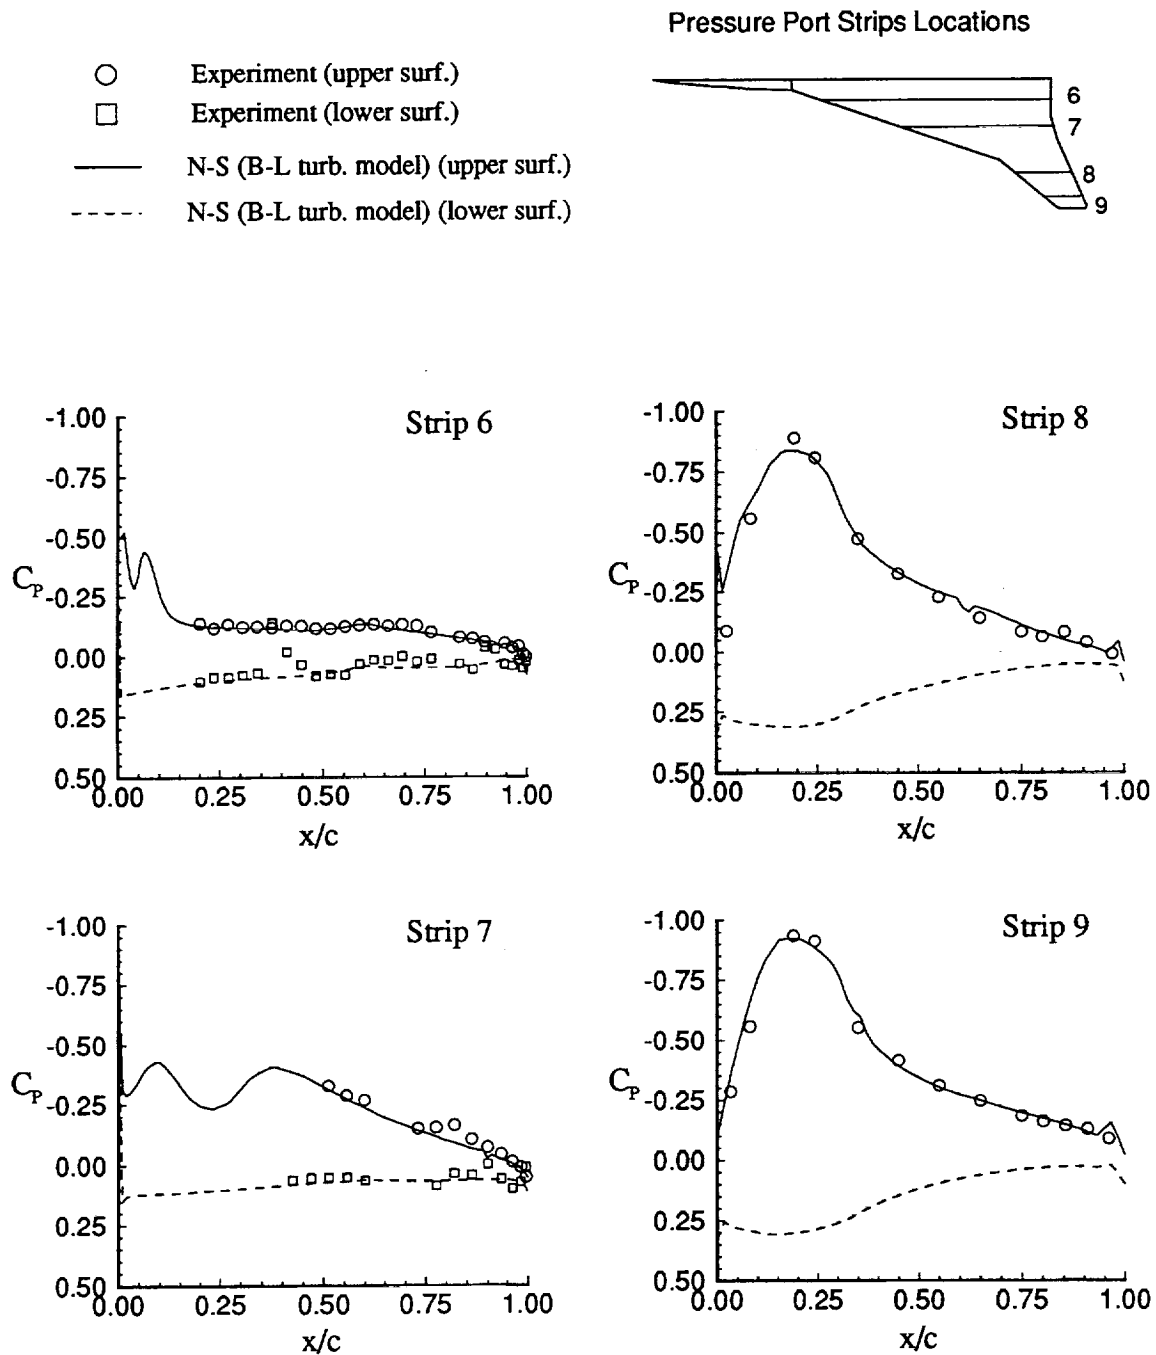 Pressure Port Strips Locations
Experiment (upper surf.)
Experiment (lower surf.)
N-S (B-L turb. model) (upper surf.)
N-S (B-L turb. model) (lower surf.)
6
7
8
9
Strip 6
-1.00
-0.75
-0.50
-0.25
0.00
0.25
0.50
CP
0.00 0.25 0.50 0.75 1.00
x/c
Strip 8
-1.00
-0.75
-0.50
-0.25
0.00
0.25
0.50
CP
0.00 0.25 0.50 0.75 1.00
x/c
Strip 7
-1.00
-0.75
-0.50
-0.25
0.00
0.25
0.50
CP
0.00 0.25 0.50 0.75 1.00
x/c
Strip 9
-1.00
-0.75
-0.50
-0.25
0.00
0.25
0.50
CP
0.00 0.25 0.50 0.75 1.00
x/c